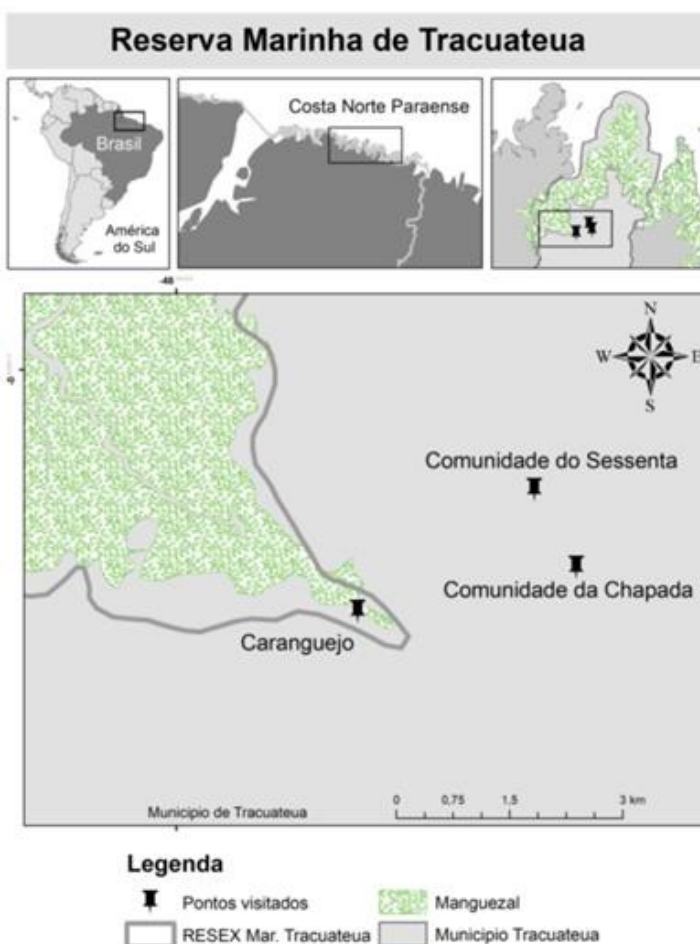 Reserva Marinha de Tracuateua
Brasil
América
do Sul
Costa Norte Paraense
-48
N
W
E
S
Comunidade do Sessenta
Comunidade da Chapada
Caranguejo
Municipio de Tracuateua
0 0,75 1,5 3 km
Legenda
Pontos visitados
Manguezal
RESEX Mar. Tracuateua
Municipio Tracuateua